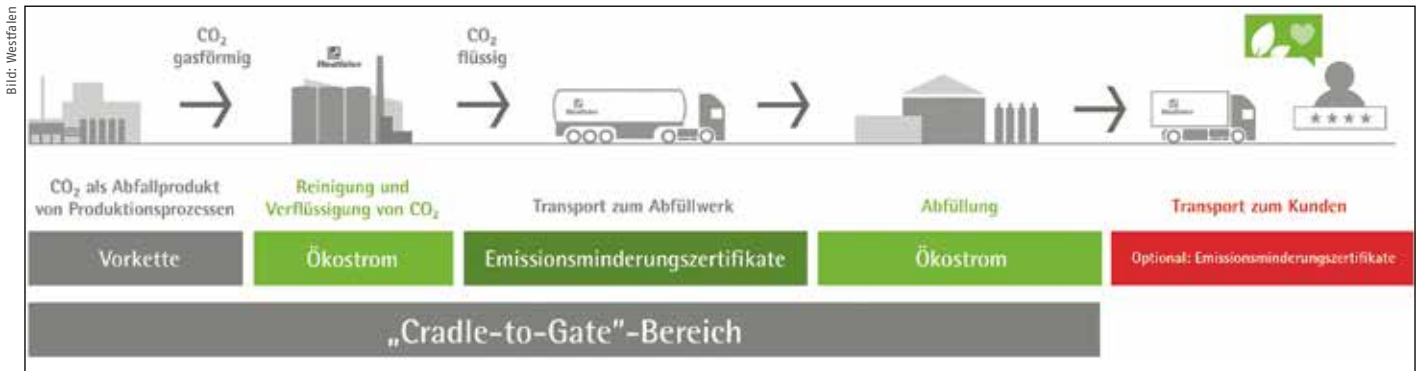 Bild: Westfalen
CO₂
gasförmig
CO₂
flüssig
Westfalen
CO₂ als Abfallprodukt
von Produktionsprozessen
Reinigung und
Verflüssigung von CO₂
Transport zum Abfüllwerk
Abfüllung
Transport zum Kunden
Vorkette
Ökostrom
Emissionsminderungszertifikate
Ökostrom
Optional: Emissionsminderungszertifikate
„Cradle-to-Gate“-Bereich